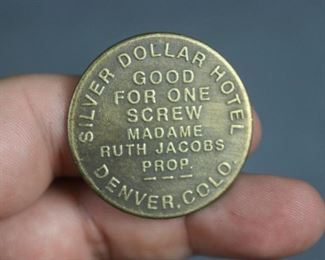 SILVER DOLLAR HOTEL
GOOD
FOR ONE
SCREW
MADAME
RUTH JACOBS
PROP.
DENVER, COLO.